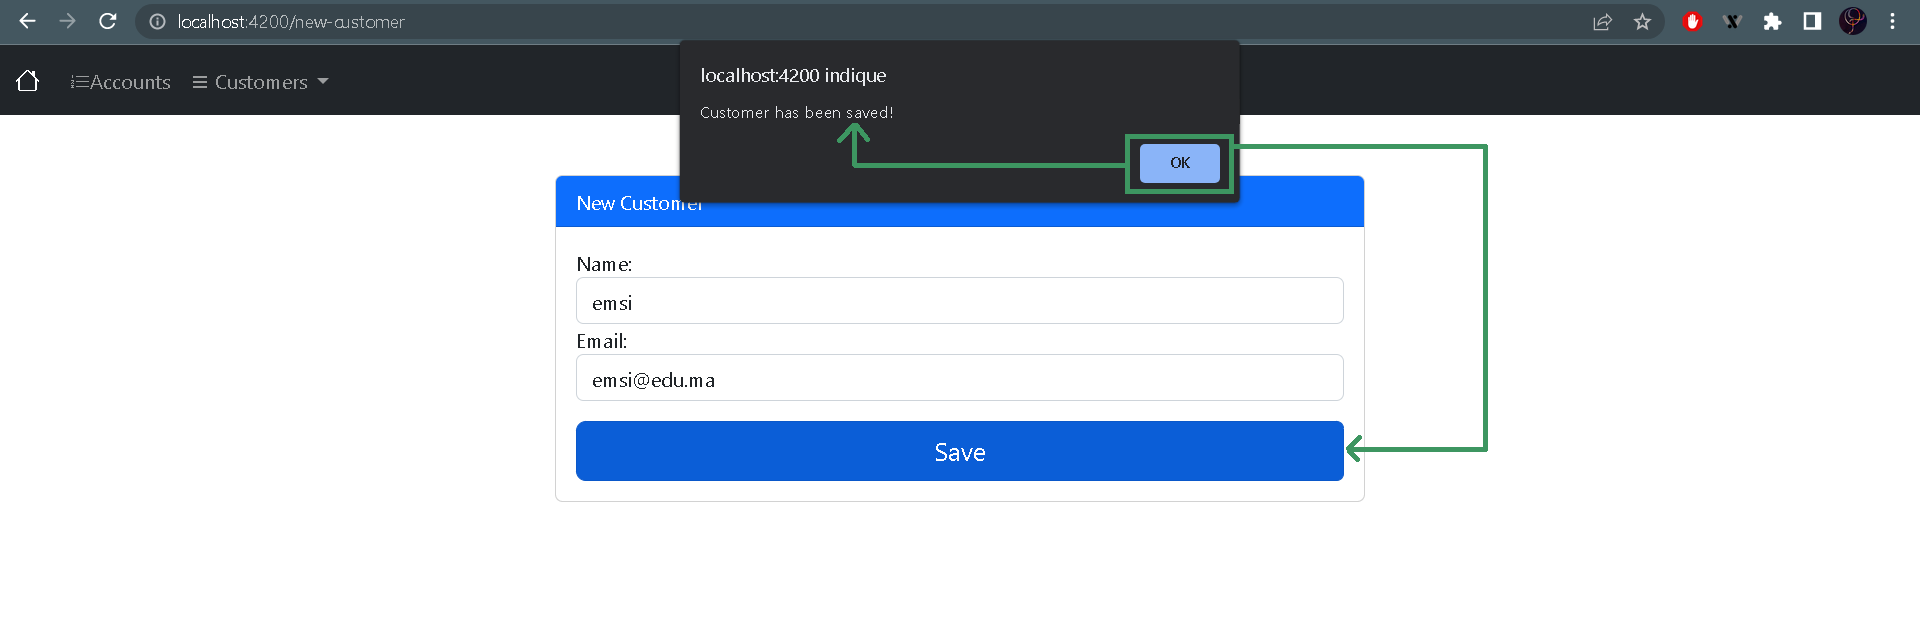 localhost:4200/new-customer
Accounts
Customers
localhost:4200 indique
Customer has been saved!
OK
New Customer
Name:
emsi
Email:
emsi@edu.ma
Save